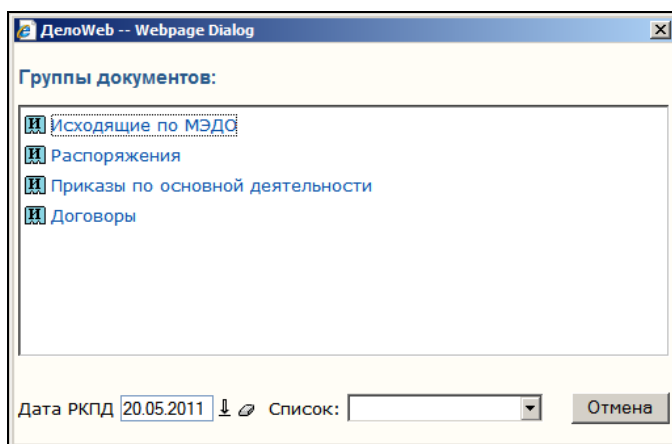 ДелоWeb -- Webpage Dialog
Группы документов:
И Исходящие по МЭДО
И Распоряжения
И Приказы по основной деятельности
И Договоры
Дата РКПД 20.05.2011 Список: Отмена